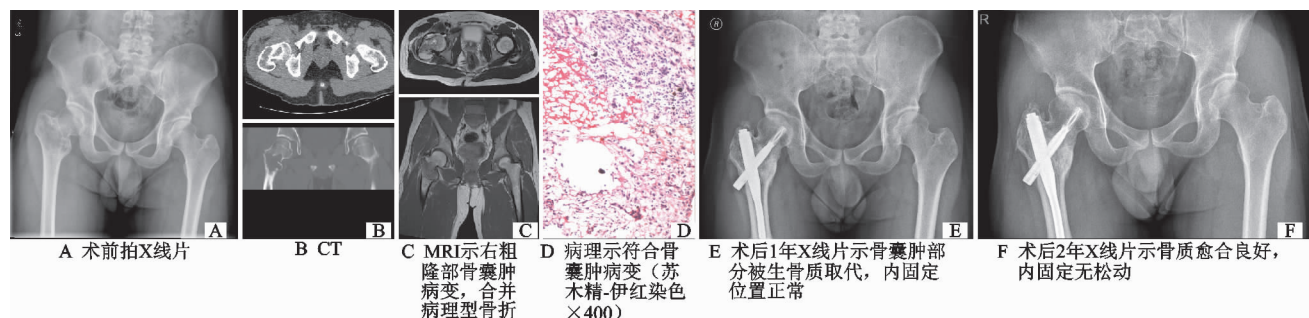 A
B
C
D
E
R
F
A 术前拍X线片
B CT
C MRI示右粗
隆部骨囊肿
病变，合并
病理型骨折
D 病理示符合骨
囊肿病变（苏
木精-伊红染色
×400）
E 术后1年X线片示骨囊肿部
分被生骨质取代，内固定
位置正常
F 术后2年X线片示骨质愈合良好，
内固定无松动